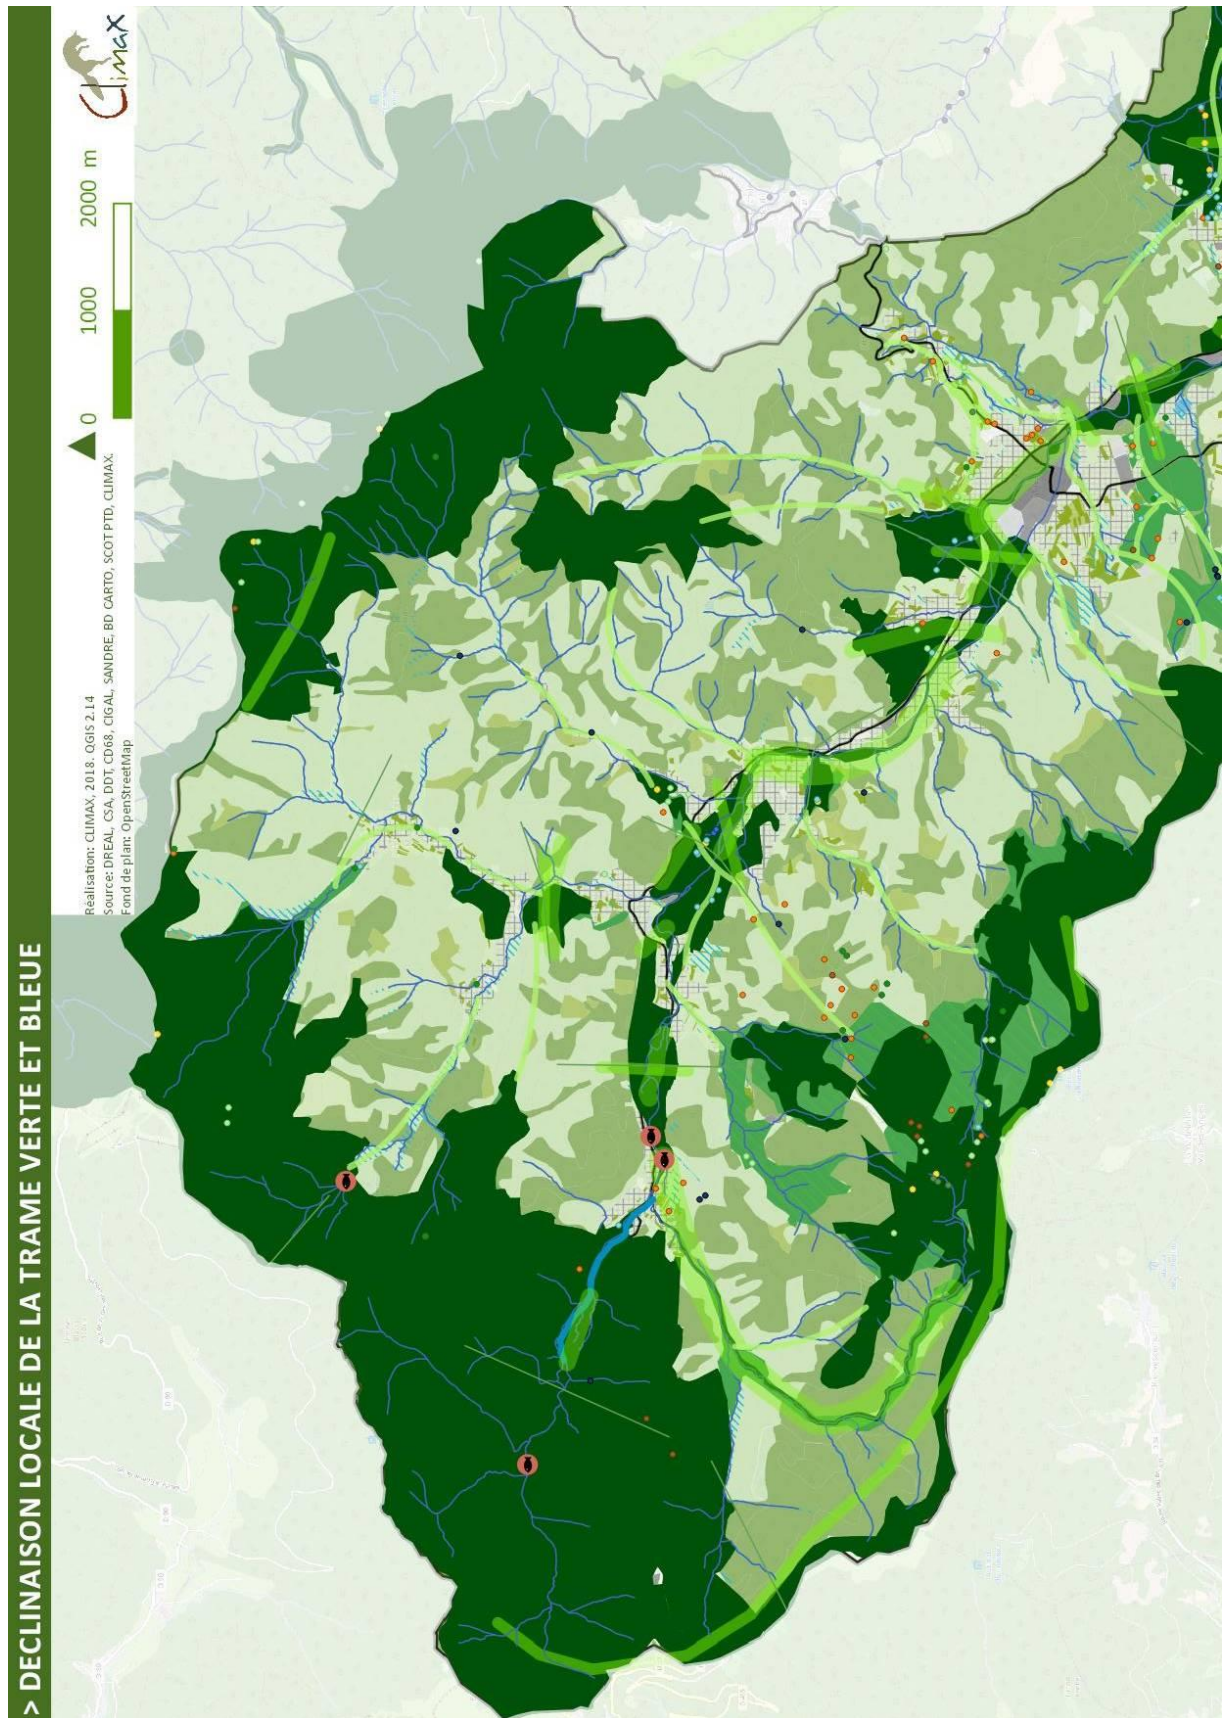 > DECLINAISON LOCALE DE LA TRAME VERTE ET BLEUE
Réalisation: CLIMAX, 2018. QGIS 2.14
Source: DREAL, CSA, DDT, CD68, CIGAL, SANDRE, BD CARTO, SCOT PTD, CLIMAX.
Fond de plan: OpenStreetMap
0 1000 2000 m
Climax